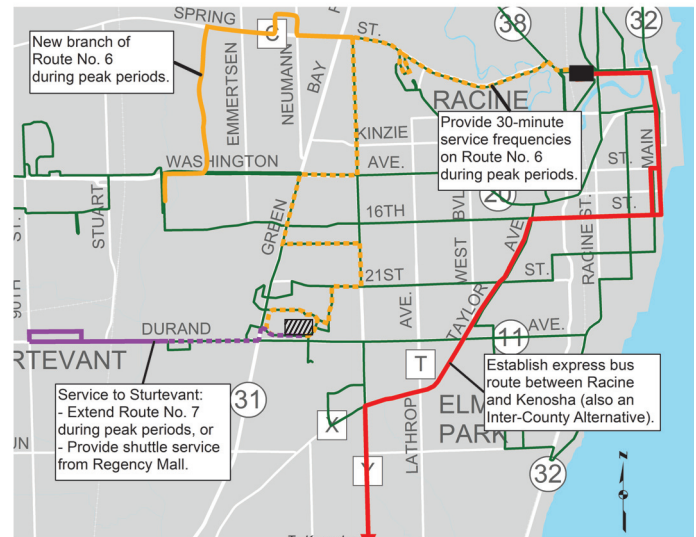 SPRING
ST.
C
38
32
New branch of
Route No. 6
during peak periods.
EMMERTSEN
NEUMANN
BAY
RACINE
Provide 30-minute
service frequencies
on Route No. 6
during peak periods.
KINZIE
WASHINGTON
AVE.
ST.
MAIN
20
STUART
GREEN
16TH
BVL
AVE
ST.
RACINE ST.
90TH
ST.
21ST
ST.
WEST
AVE.
TAYLOR
DURAND
11
AVE.
RTEVANT
T
Establish express bus
route between Racine
and Kenosha (also an
Inter-County Alternative).
Service to Sturtevant:
- Extend Route No. 7
during peak periods, or
- Provide shuttle service
from Regency Mall.
31
X
LATHROP
ELM
PARK
Y
32
UN